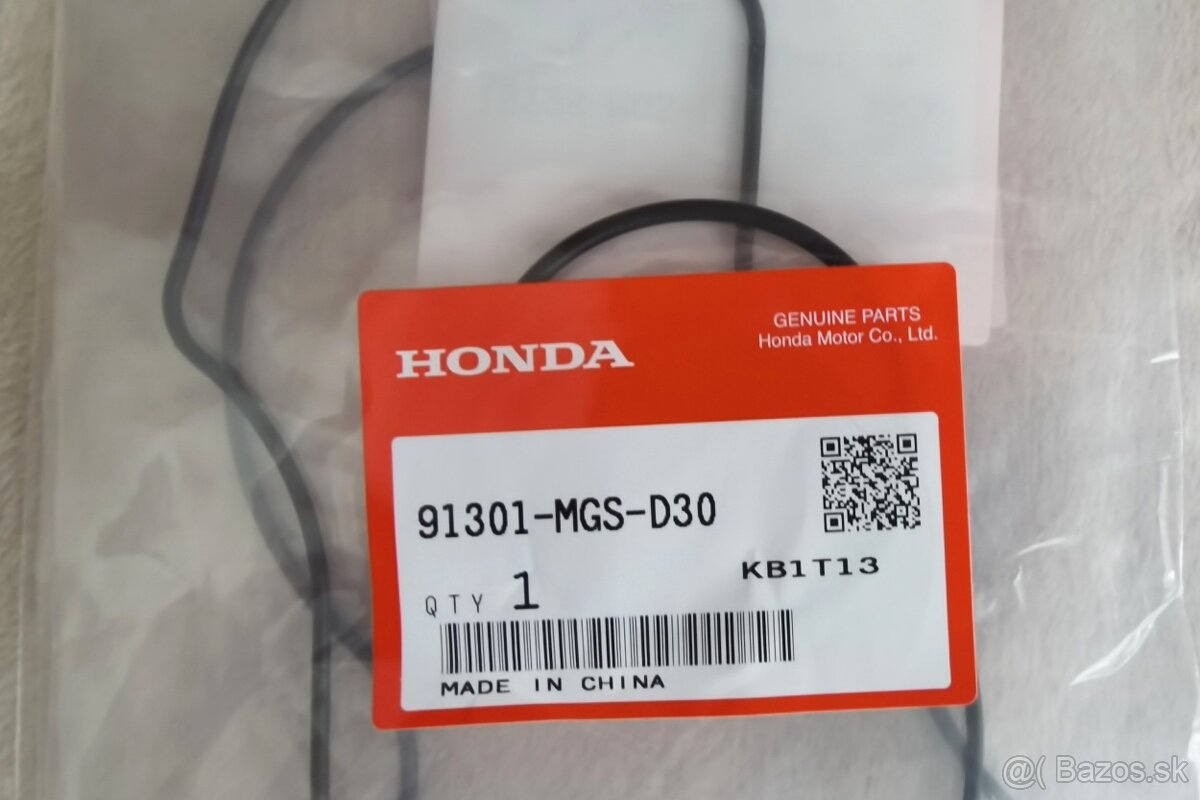 GENUINE PARTS
HONDA
Honda Motor Co., Ltd.
91301-MGS-D30
KB1T13
QTY 1
MADE IN CHINA
@( Bazos.sk